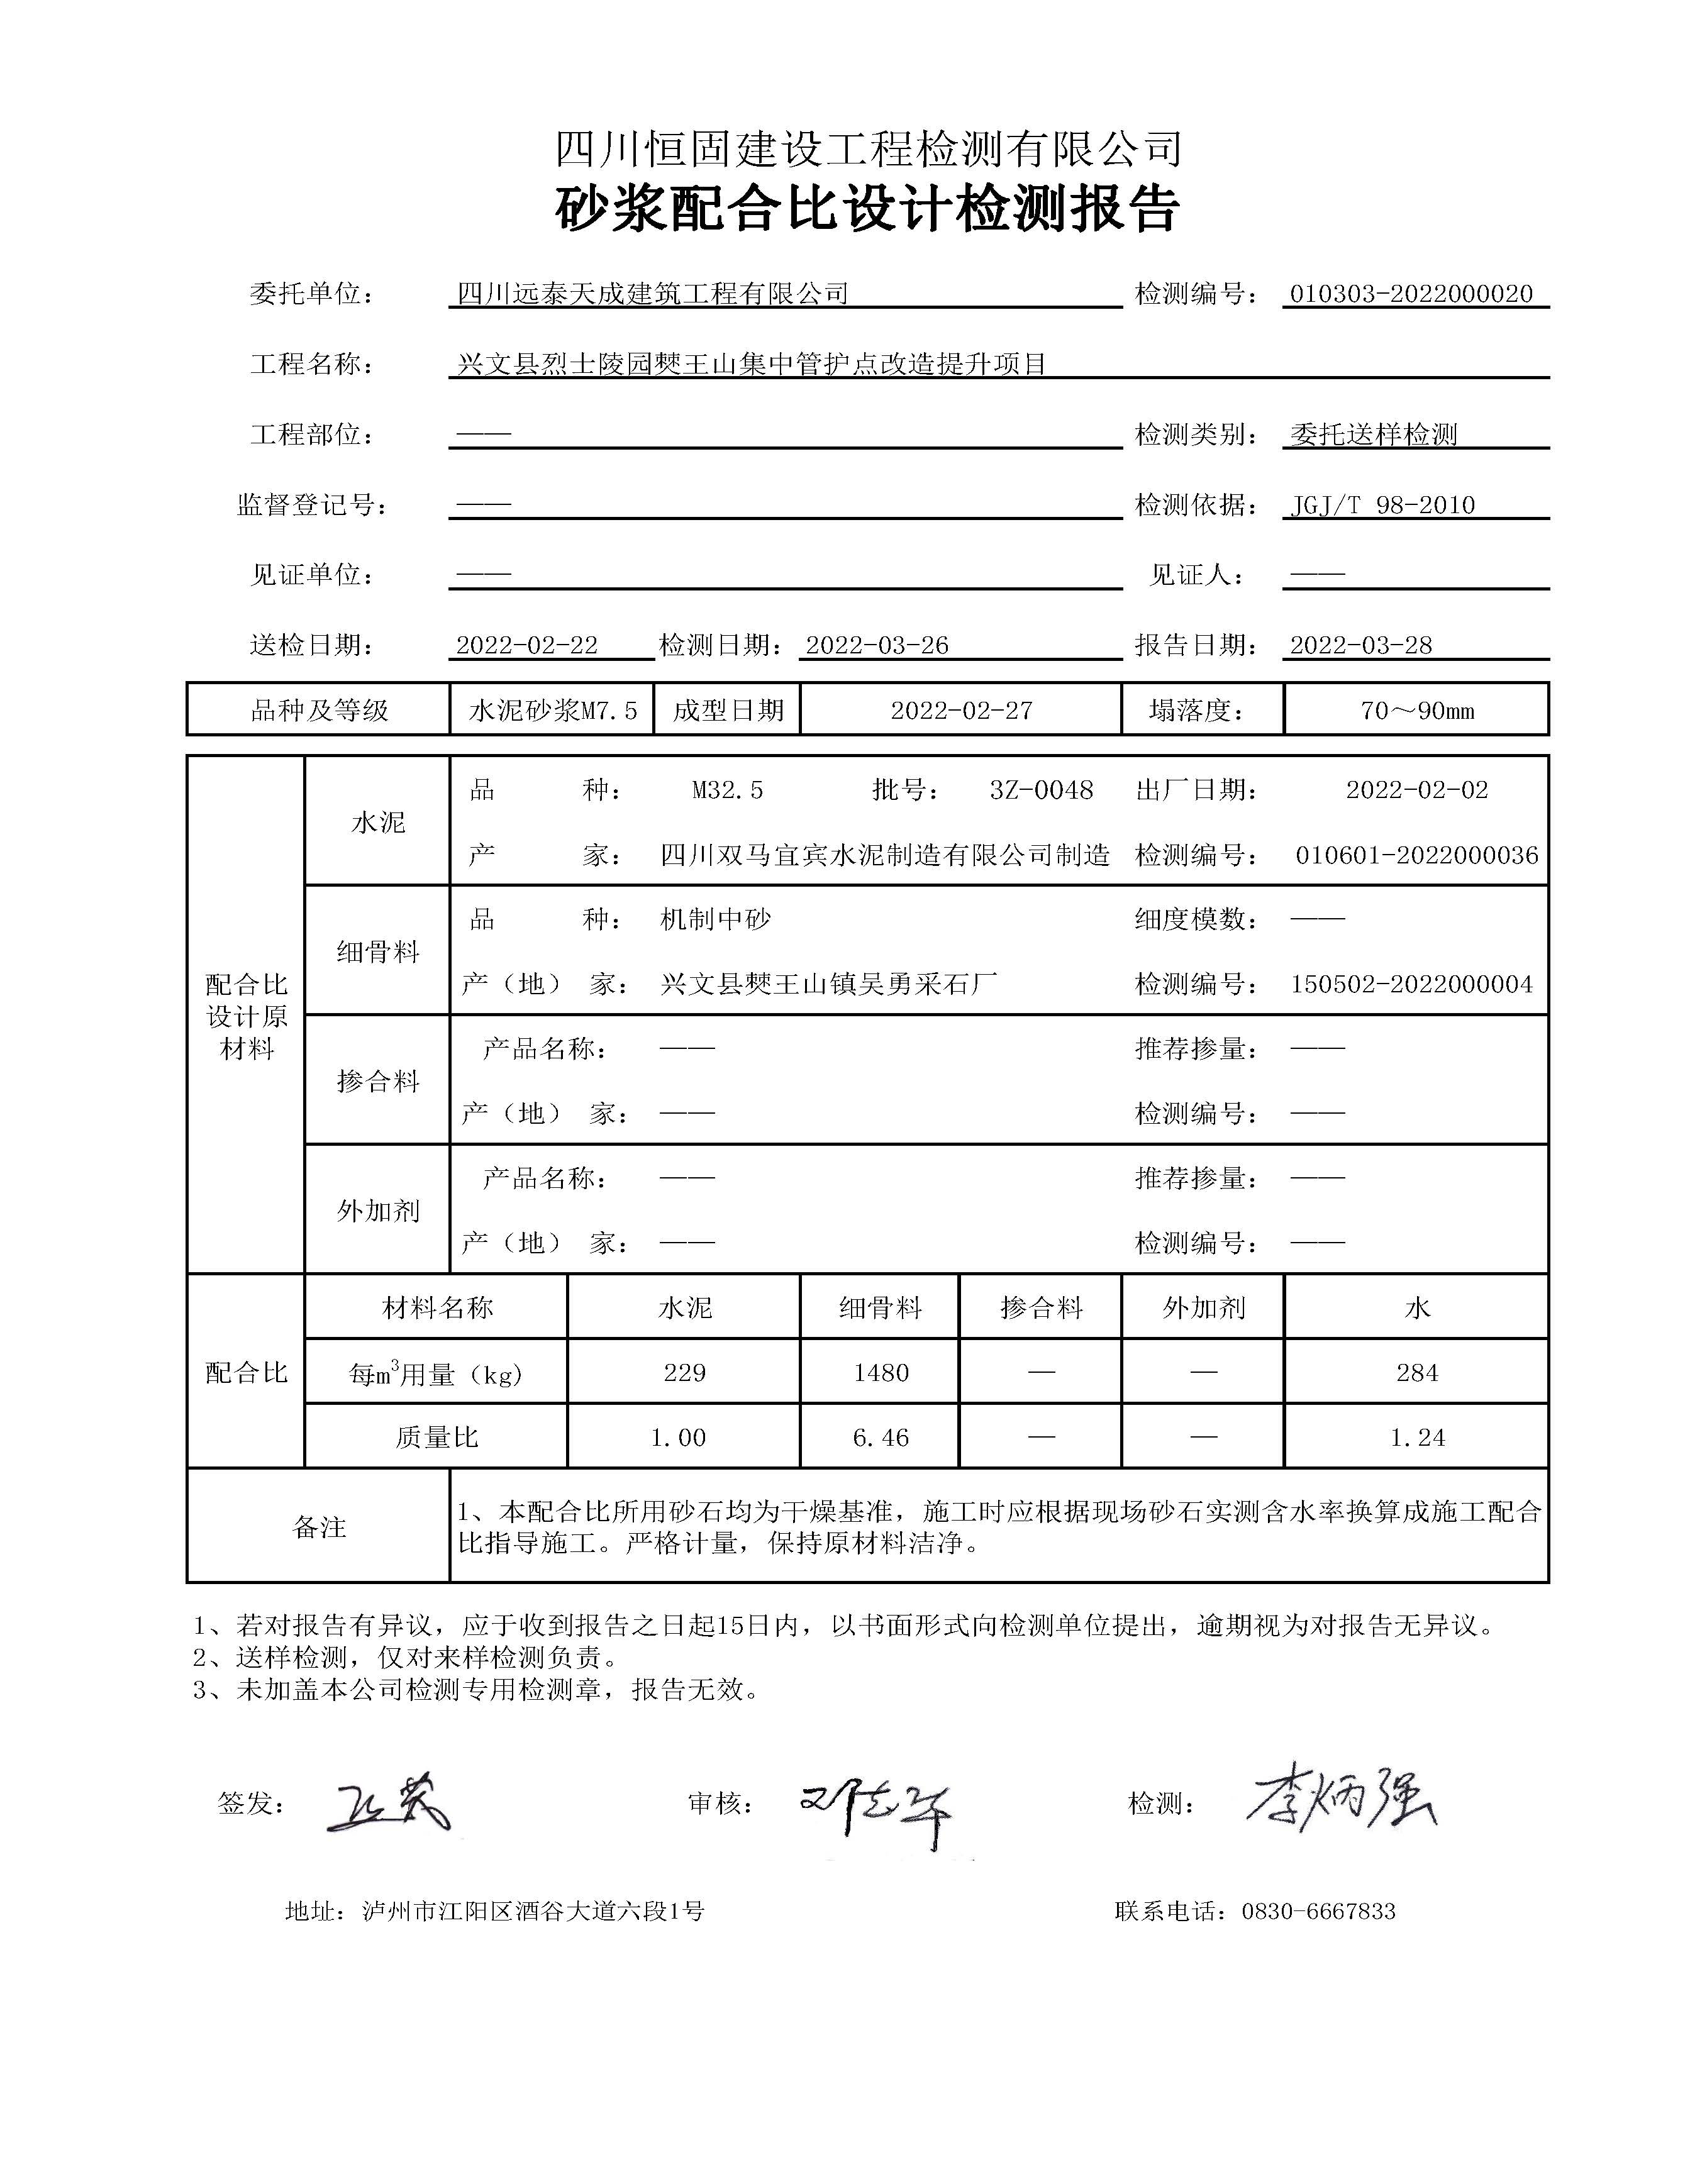 四川恒固建设工程检测有限公司
砂浆配合比设计检测报告
委托单位： 四川远泰天成建筑工程有限公司 检测编号： 010303-2022000020
工程名称： 兴文县烈士陵园僰王山集中管护点改造提升项目
工程部位： —— 检测类别： 委托送样检测
监督登记号： —— 检测依据： JGJ/T 98-2010
见证单位： —— 见证人： ——
送检日期： 2022-02-22 检测日期： 2022-03-26 报告日期： 2022-03-28
品种及等级 水泥砂浆M7.5 成型日期 2022-02-27 塌落度： 70～90mm
配合比
设计原
材料
水泥
品 种： M32.5 批号： 3Z-0048 出厂日期： 2022-02-02
产 家： 四川双马宜宾水泥制造有限公司制造 检测编号： 010601-2022000036
细骨料
品 种： 机制中砂 细度模数： ——
产（地） 家： 兴文县僰王山镇吴勇采石厂 检测编号： 150502-2022000004
掺合料
产品名称： —— 推荐掺量： ——
产（地） 家： —— 检测编号： ——
外加剂
产品名称： —— 推荐掺量： ——
产（地） 家： —— 检测编号： ——
配合比
材料名称 水泥 细骨料 掺合料 外加剂 水
每m³用量（kg） 229 1480 — — 284
质量比 1.00 6.46 — — 1.24
备注
1、本配合比所用砂石均为干燥基准，施工时应根据现场砂石实测含水率换算成施工配合
比指导施工。严格计量，保持原材料洁净。
1、若对报告有异议，应于收到报告之日起15日内，以书面形式向检测单位提出，逾期视为对报告无异议。
2、送样检测，仅对来样检测负责。
3、未加盖本公司检测专用检测章，报告无效。
签发： 审核： 检测： 李炳强
地址：泸州市江阳区酒谷大道六段1号 联系电话：0830-6667833